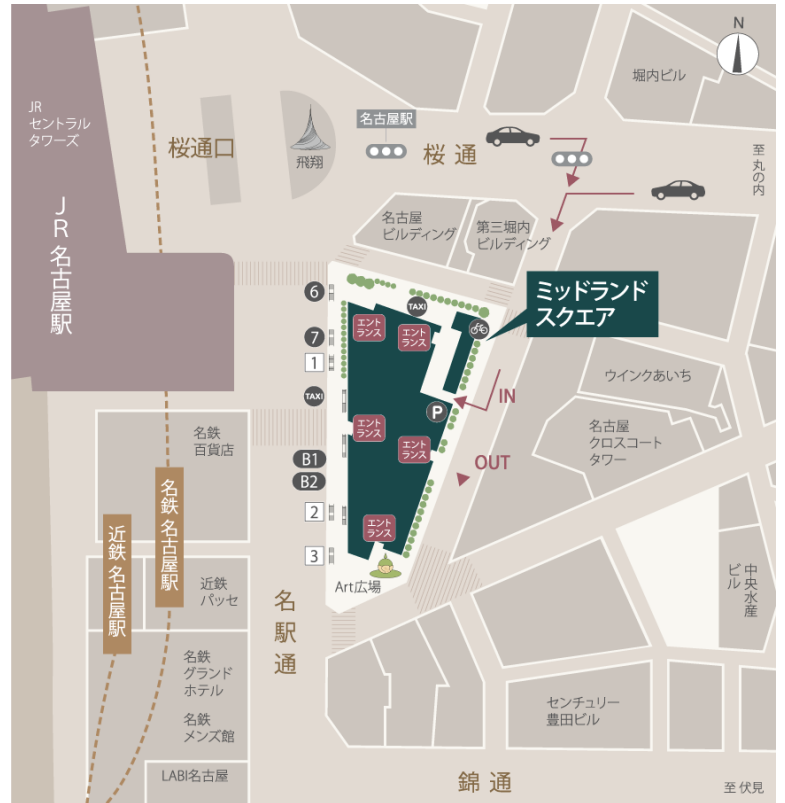 N
堀内ビル
JR
セントラル
タワーズ
名古屋駅
桜通口
飛翔
桜通
至丸の内
JR名古屋駅
名古屋
ビルディング
第三堀内
ビルディング
ミッドランド
スクエア
6
TAXI
エント
ランス
エント
ランス
7
1
IN
ウインクあいち
TAXI
P
名鉄
百貨店
エント
ランス
エント
ランス
名古屋
クロスコート
タワー
B1
B2
OUT
名鉄名古屋駅
近鉄名古屋駅
2
エント
ランス
3
Art広場
近鉄
パッセ
中央水産
ビル
名駅通
名鉄
グランド
ホテル
名鉄
メンズ館
センチュリー
豊田ビル
LABI名古屋
錦通
至伏見